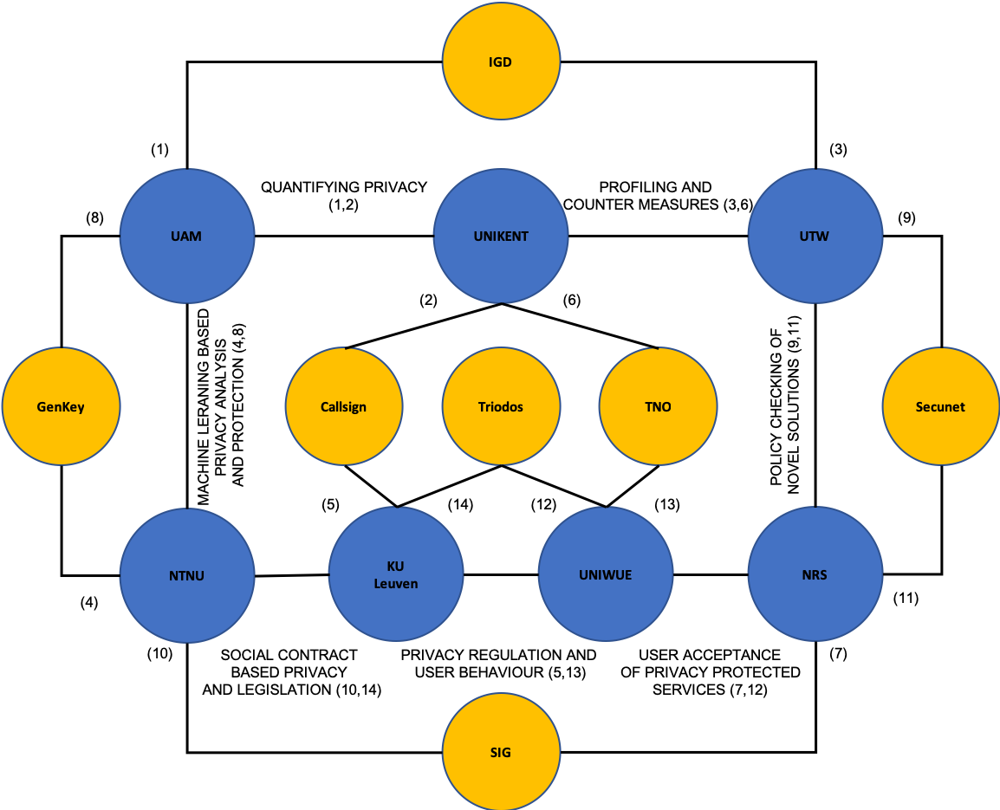 IGD
(1)
(3)
QUANTIFYING PRIVACY
(1,2)
PROFILING AND
COUNTER MEASURES (3,6)
(8)
(9)
UAM
UNIKENT
UTW
(2)
(6)
MACHINE LERANING BASED
PRIVACY ANALYSIS
AND PROTECTION (4,8)
POLICY CHECKING OF
NOVEL SOLUTIONS (9,11)
GenKey
Callsign
Triodos
TNO
Secunet
(5)
(14)
(12)
(13)
NTNU
KU
Leuven
UNIWUE
NRS
(4)
(11)
(10)
(7)
SOCIAL CONTRACT
BASED PRIVACY
AND LEGISLATION (10,14)
PRIVACY REGULATION AND
USER BEHAVIOUR (5,13)
USER ACCEPTANCE
OF PRIVACY PROTECTED
SERVICES (7,12)
SIG